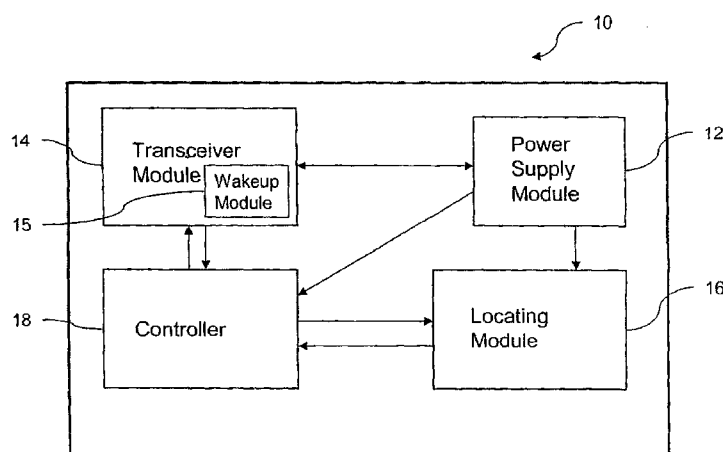 10
14
Transceiver
Module
Wakeup
Module
15
Power
Supply
Module
12
18
Controller
Locating
Module
16